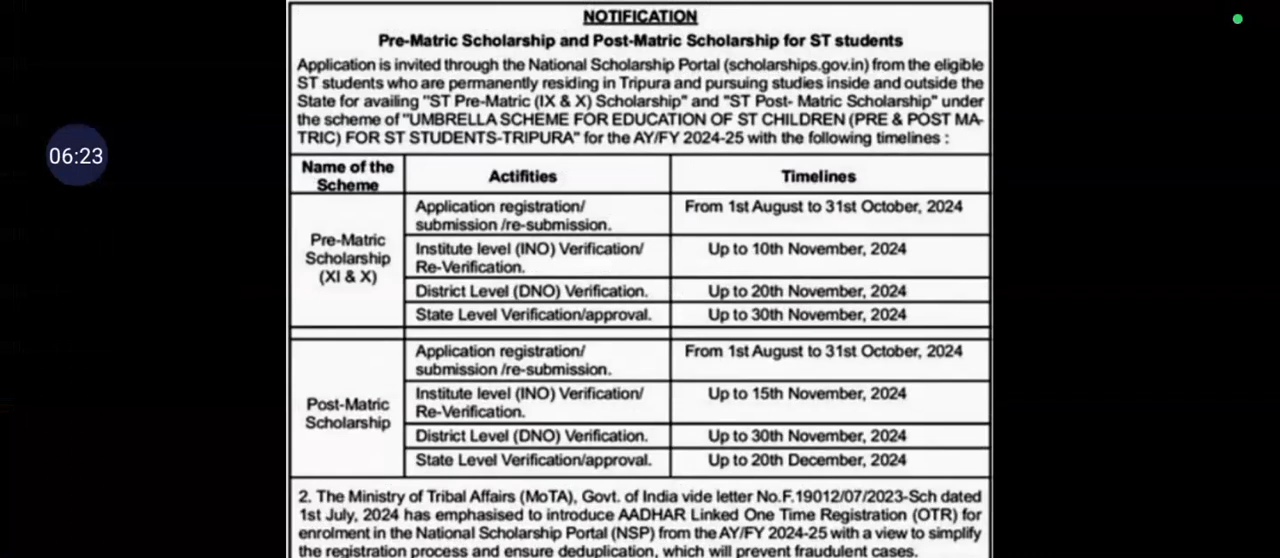 NOTIFICATION
Pre-Matric Scholarship and Post-Matric Scholarship for ST students
Application is invited through the National Scholarship Portal (scholarships.gov.in) from the eligible
ST students who are permanently residing in Tripura and pursuing studies inside and outside the
State for availing "ST Pre-Matric (IX & X) Scholarship" and "ST Post- Matric Scholarship" under
the scheme of "UMBRELLA SCHEME FOR EDUCATION OF ST CHILDREN (PRE & POST MA-
TRIC) FOR ST STUDENTS-TRIPURA" for the AY/FY 2024-25 with the following timelines :
06:23
Name of the
Scheme
Actifities
Timelines
Pre-Matric
Scholarship
(XI & X)
Application registration/
submission /re-submission.
From 1st August to 31st October, 2024
Institute level (INO) Verification/
Re-Verification.
Up to 10th November, 2024
District Level (DNO) Verification.
Up to 20th November, 2024
State Level Verification/approval.
Up to 30th November, 2024
Post-Matric
Scholarship
Application registration/
submission /re-submission.
From 1st August to 31st October, 2024
Institute level (INO) Verification/
Re-Verification.
Up to 15th November, 2024
District Level (DNO) Verification.
Up to 30th November, 2024
State Level Verification/approval.
Up to 20th December, 2024
2. The Ministry of Tribal Affairs (MoTA), Govt. of India vide letter No.F.19012/07/2023-Sch dated
1st July, 2024 has emphasised to introduce AADHAR Linked One Time Registration (OTR) for
enrolment in the National Scholarship Portal (NSP) from the AY/FY 2024-25 with a view to simplify
the registration process and ensure deduplication, which will prevent fraudulent cases.